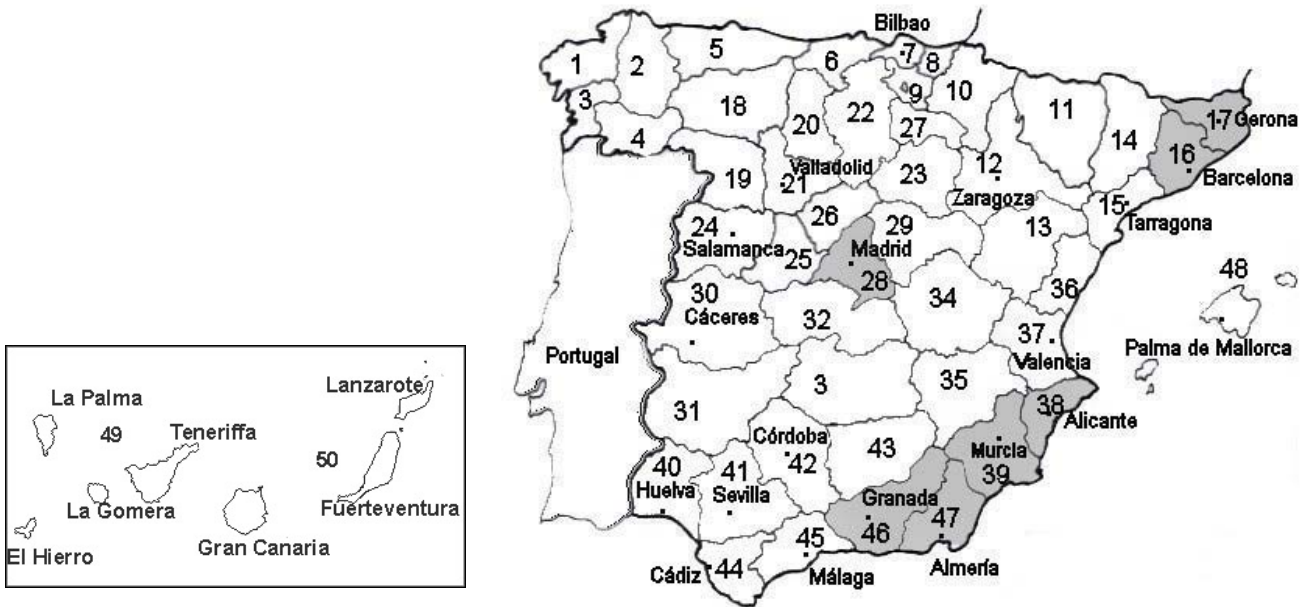 Bilbao
1
2
5
6
7
8
3
4
18
20
22
9
10
11
27
14
17 Gerona
16
Barcelona
19
21
Valladolid
23
12
Zaragoza
15
Tarragona
24
Salamanca
26
25
29
Madrid
28
13
36
48
30
Cáceres
32
34
37
Valencia
Palma de Mallorca
Portugal
31
3
35
38
Alicante
Murcia
39
40
Huelva
41
Sevilla
Córdoba
42
43
Granada
46
47
Almería
45
Málaga
Cádiz
44
Lanzarote
La Palma
49
Teneriffa
50
La Gomera
Fuerteventura
El Hierro
Gran Canaria